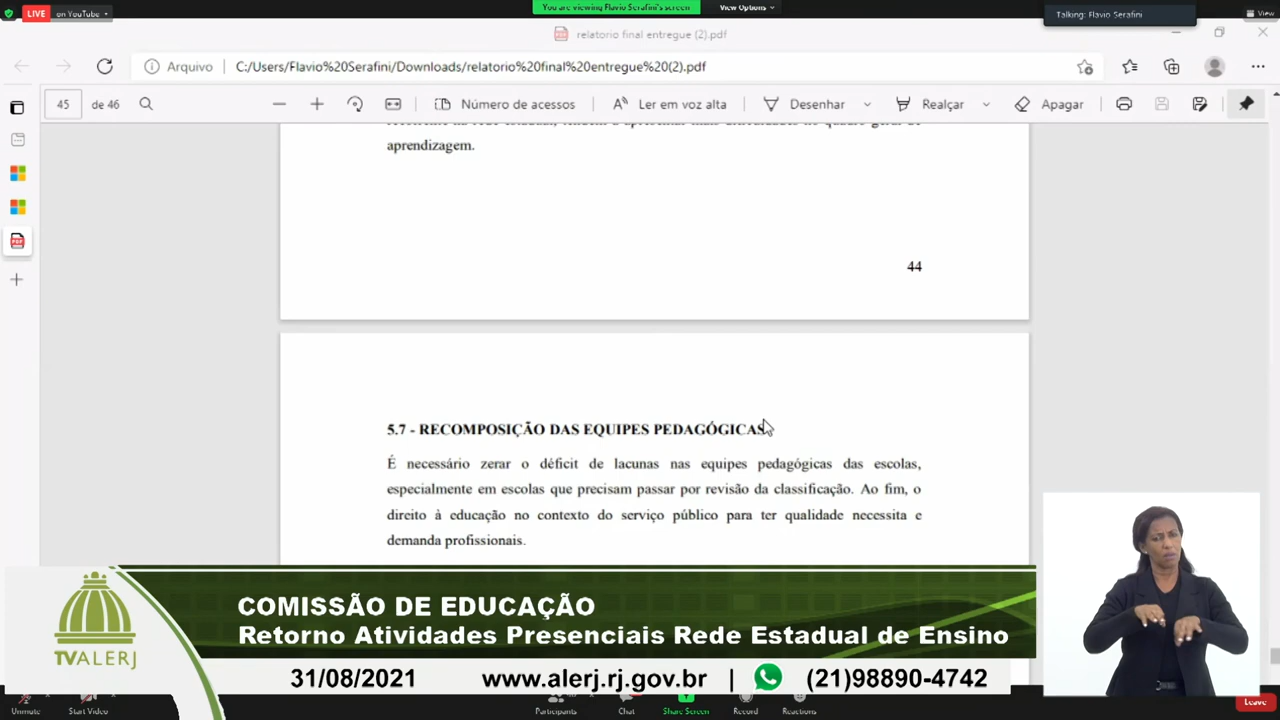 LIVE on YouTube
You are viewing Flavio Serafini's screen
View Options
Talking: Flavio Serafini
View
relatorio final entregue (2).pdf
Arquivo
C:/Users/Flavio%20Serafini/Downloads/relatorio%20final%20entregue%20(2).pdf
45 de 46
Número de acessos
Ler em voz alta
Desenhar
Realçar
Apagar
aprendizagem.
44
5.7 - RECOMPOSIÇÃO DAS EQUIPES PEDAGÓGICAS
É necessário zerar o déficit de lacunas nas equipes pedagógicas das escolas,
especialmente em escolas que precisam passar por revisão da classificação. Ao fim, o
direito à educação no contexto do serviço público para ter qualidade necessita e
demanda profissionais.
TVALERJ
COMISSÃO DE EDUCAÇÃO
Retorno Atividades Presenciais Rede Estadual de Ensino
31/08/2021 www.alerj.rj.gov.br | (21)98890-4742
Unmute
Start Video
Participants
Chat
Share Screen
Record
Reactions
Leave